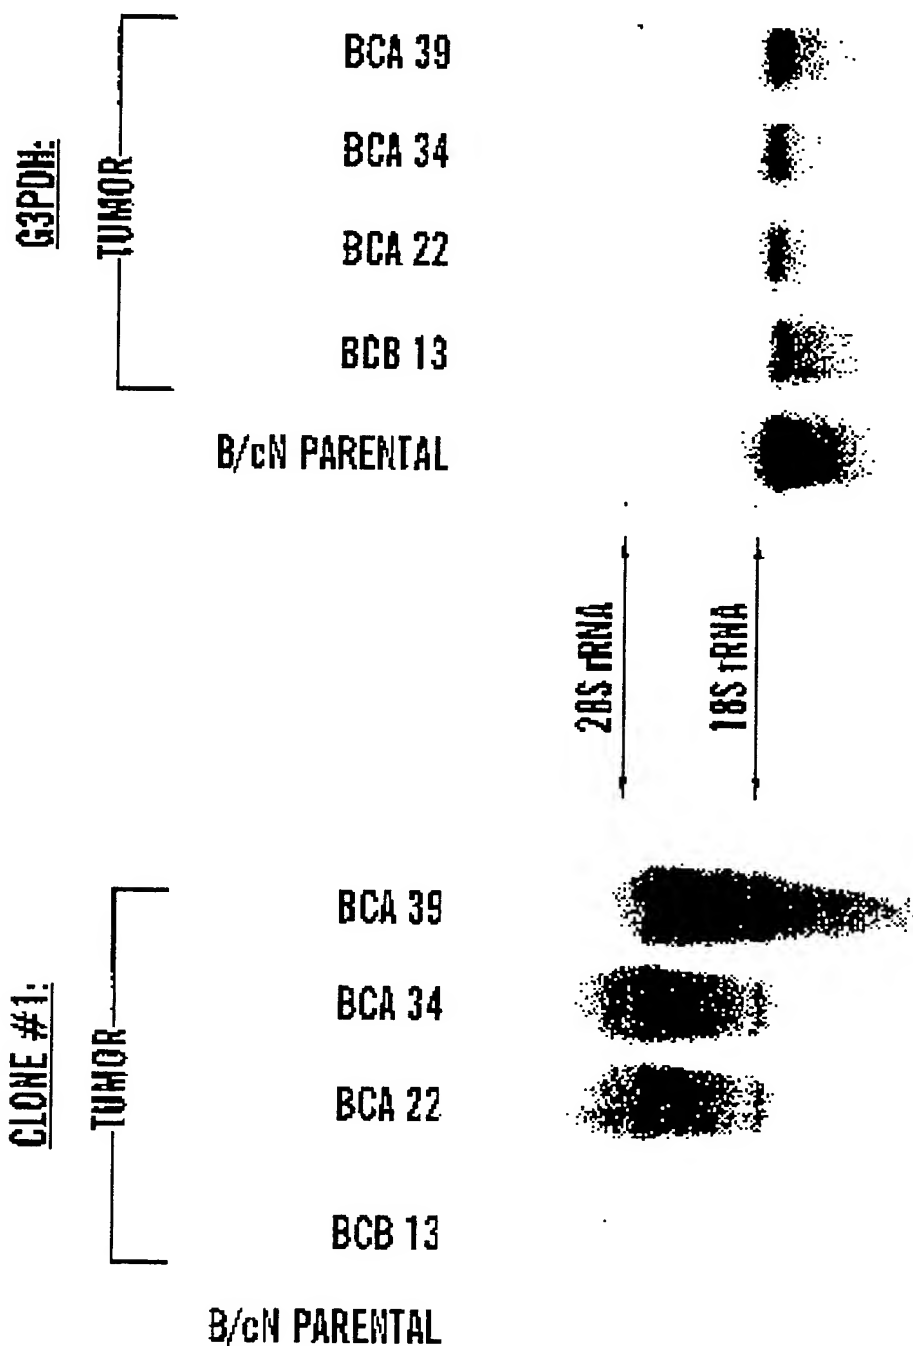 G3PDH:
TUMOR
BCA 39
BCA 34
BCA 22
BCB 13
B/cN PARENTAL
28S rRNA
18S rRNA
CLONE #1:
TUMOR
BCA 39
BCA 34
BCA 22
BCB 13
B/cN PARENTAL